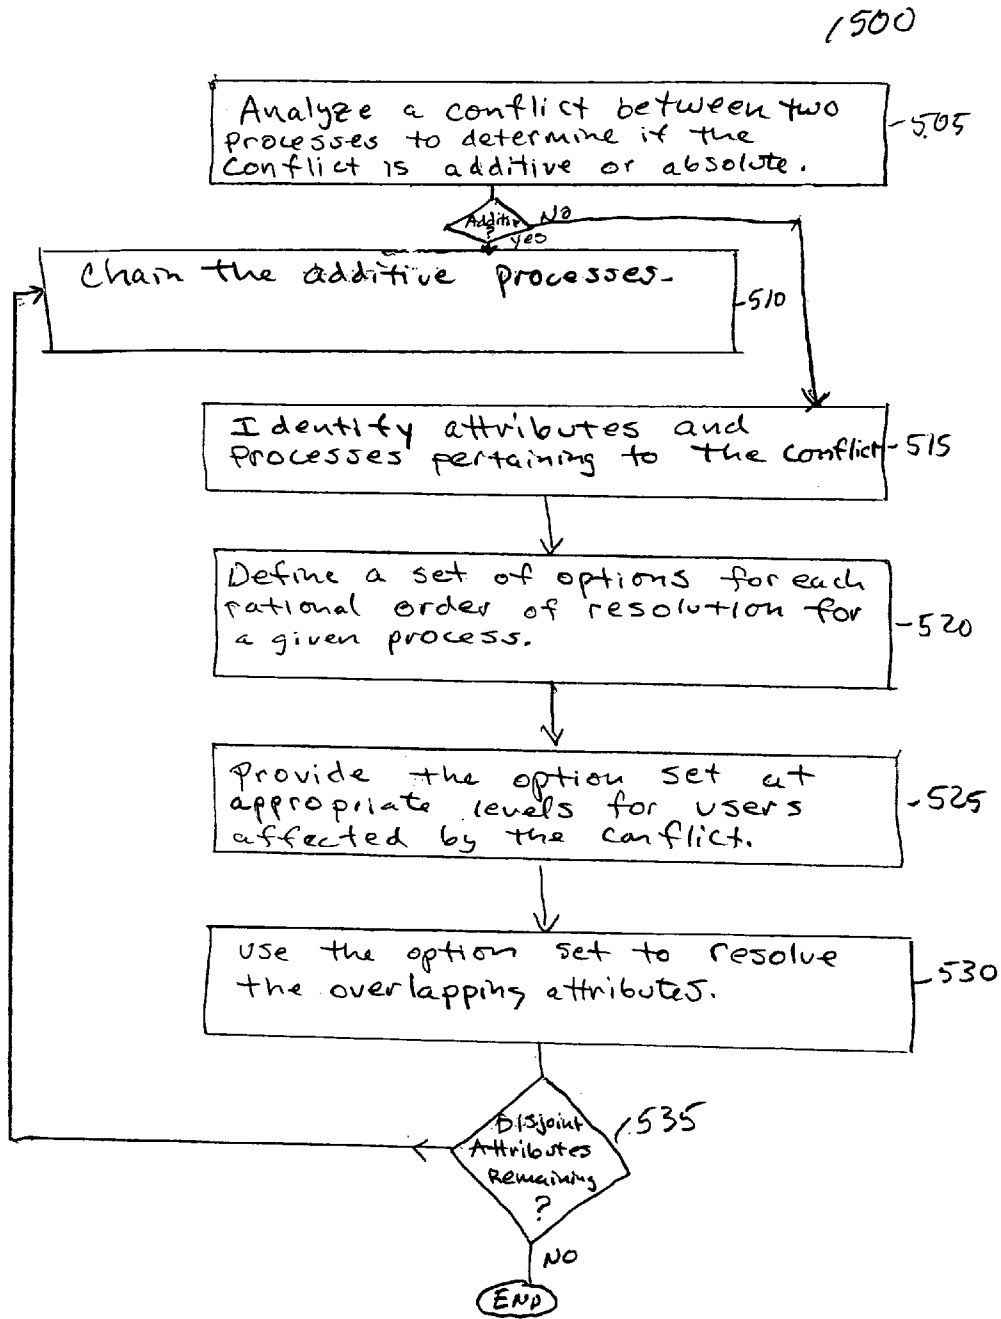 1500
Analyze a conflict between two
processes to determine if the
conflict is additive or absolute.
505
Additive
?
No
yes
Chain the additive processes.
510
Identify attributes and
Processes pertaining to the conflict
515
Define a set of options for each
rational order of resolution for
a given process.
520
Provide the option set at
appropriate levels for users
affected by the conflict.
525
Use the option set to resolve
the overlapping attributes.
530
Disjoint
Attributes
Remaining
?
535
NO
END